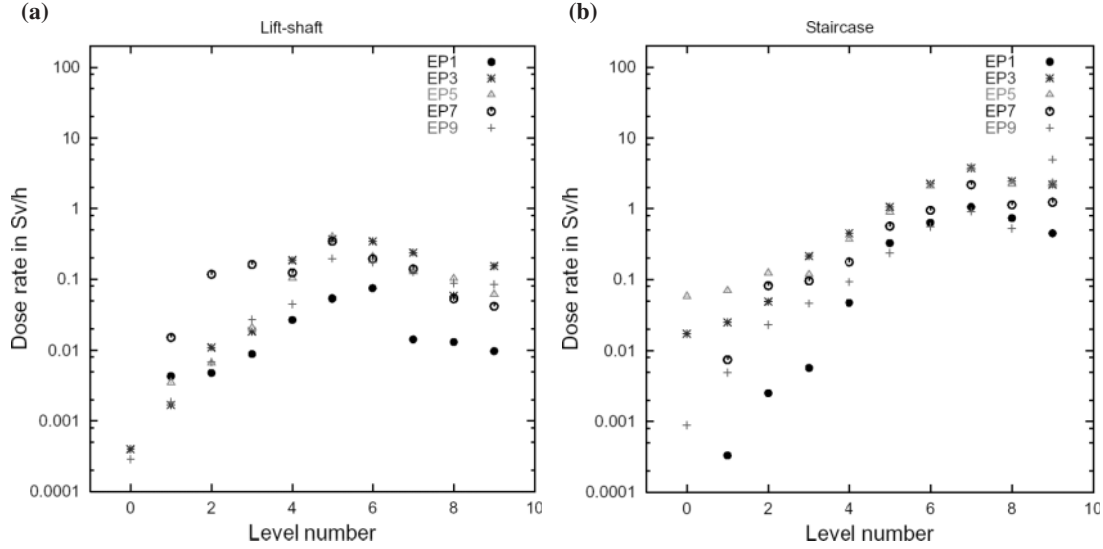 (a)
Lift-shaft
100
10
1
0.1
0.01
0.001
0.0001
Dose rate in Sv/h
EP1
EP3
EP5
EP7
EP9
0 2 4 6 8 10
Level number
(b)
Staircase
100
10
1
0.1
0.01
0.001
0.0001
Dose rate in Sv/h
EP1
EP3
EP5
EP7
EP9
0 2 4 6 8 10
Level number